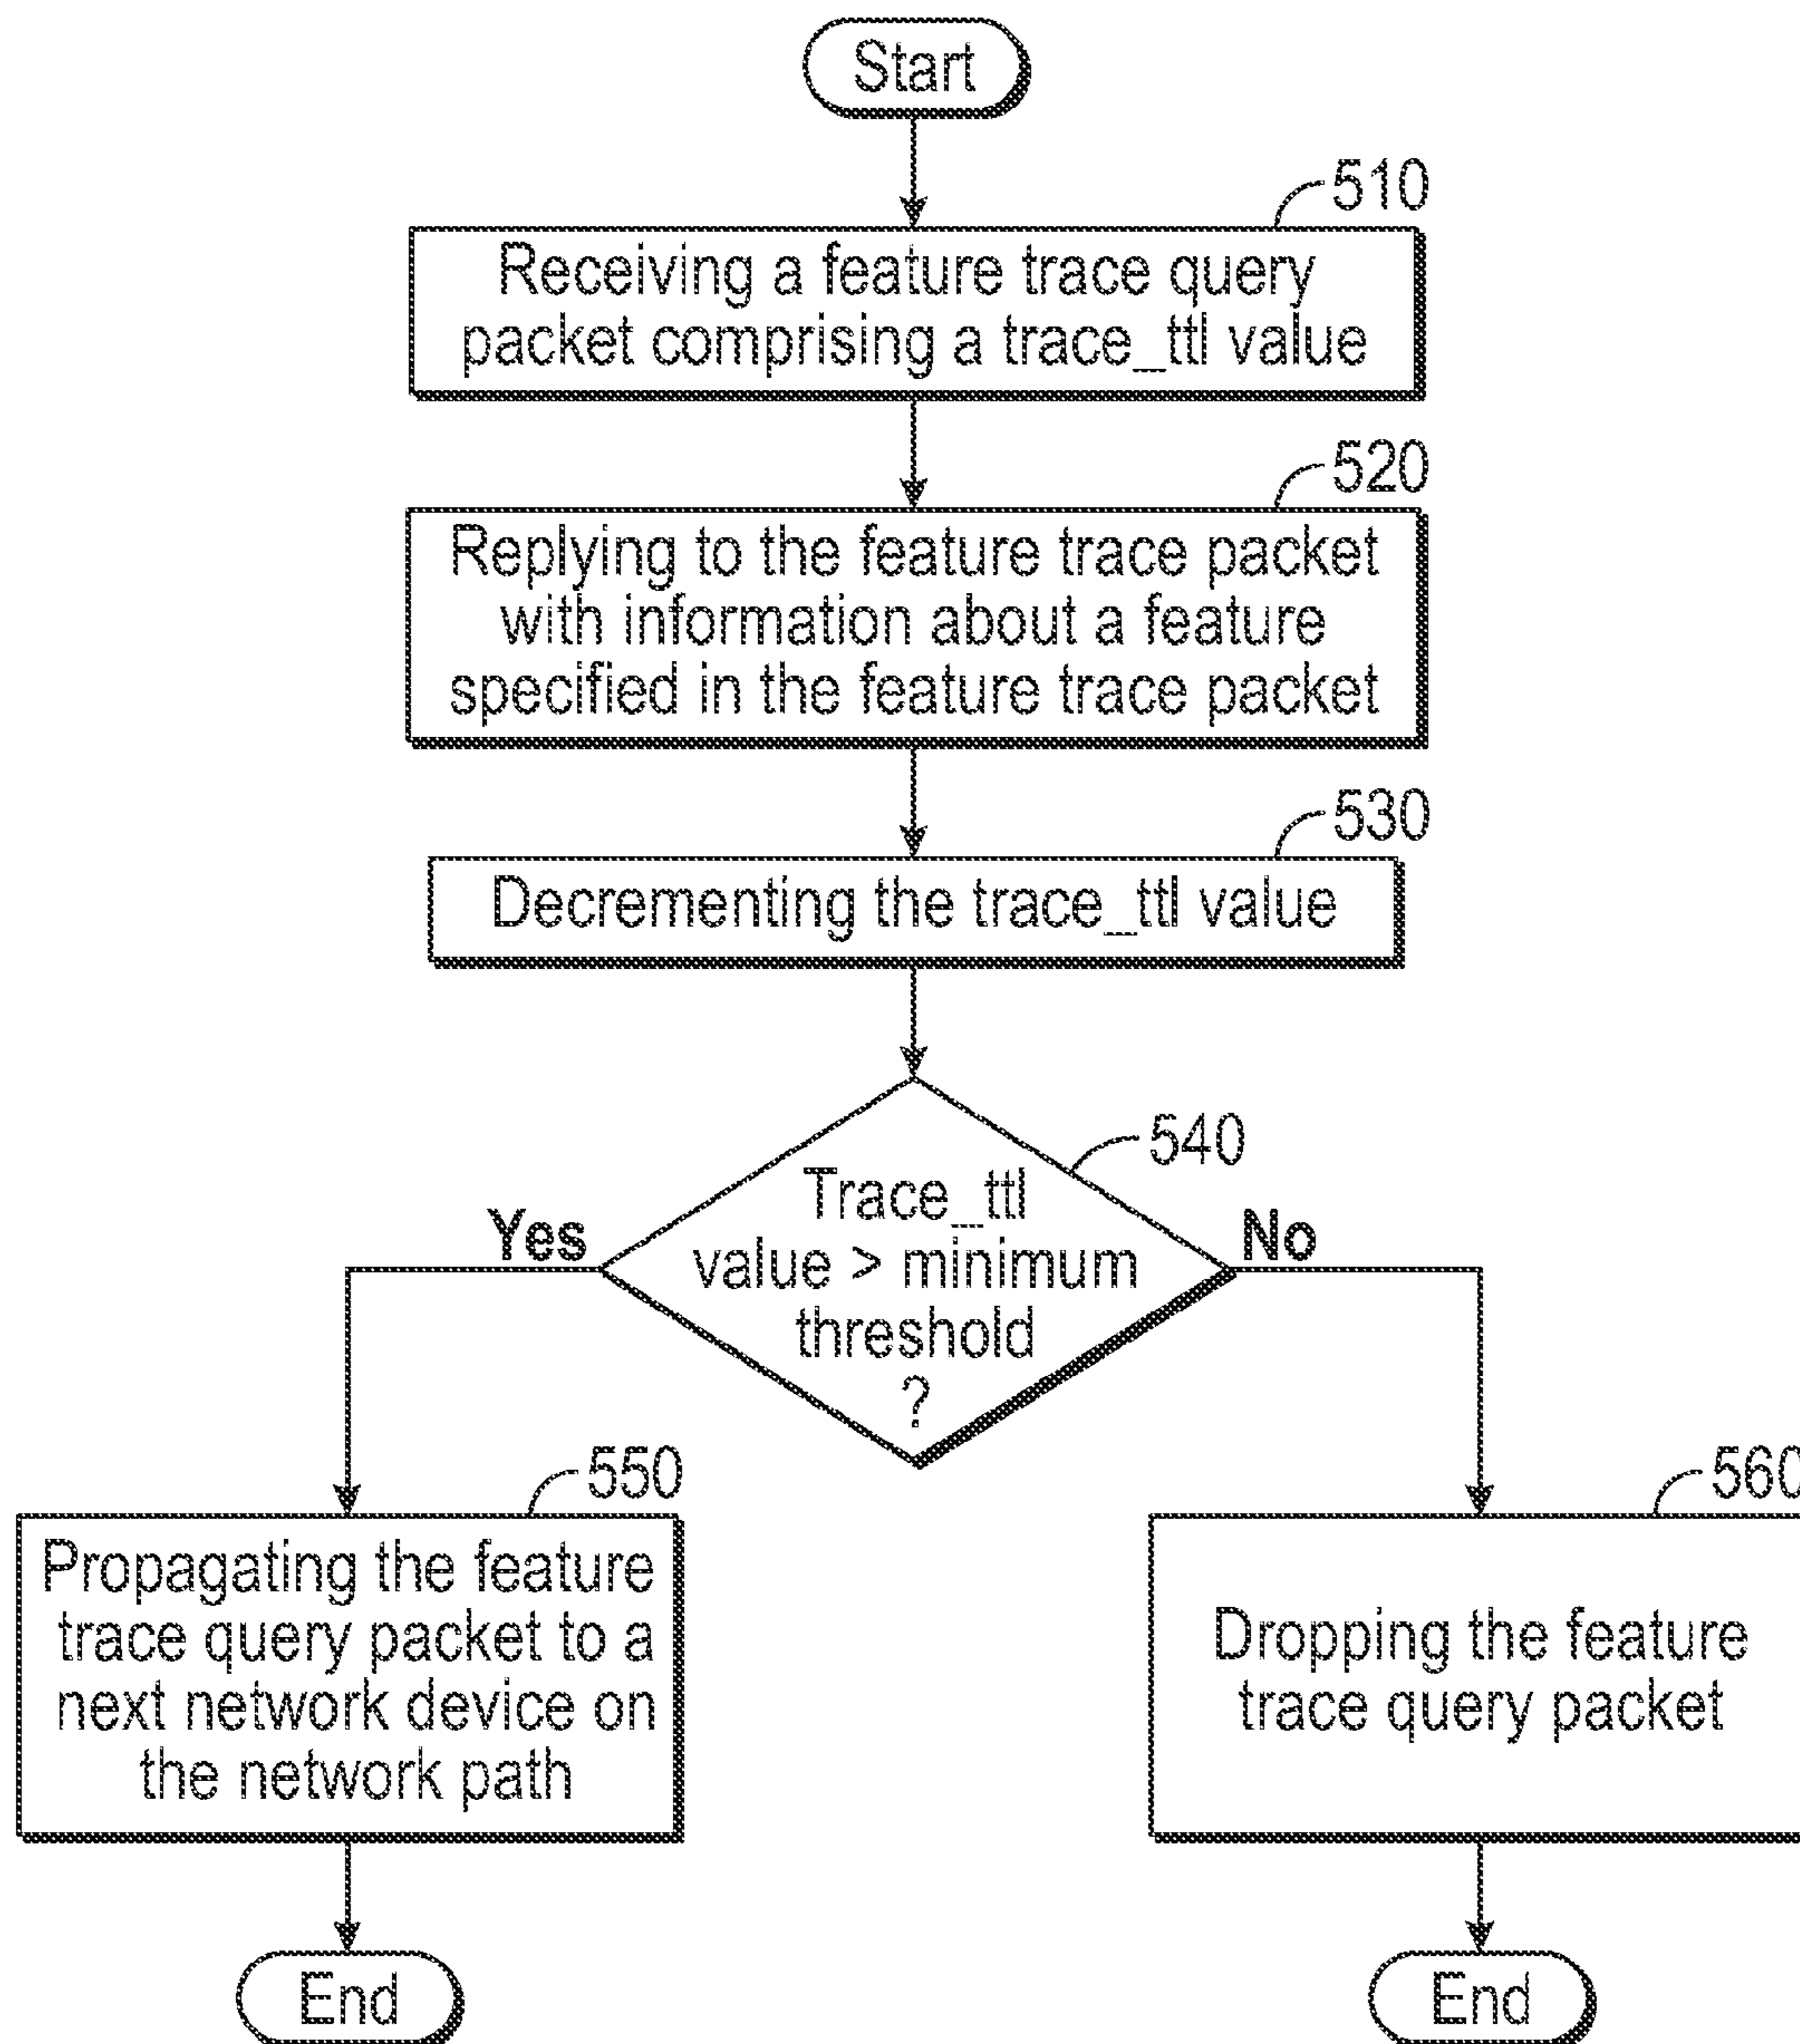 Start
510
Receiving a feature trace query
packet comprising a trace_ttl value
520
Replying to the feature trace packet
with information about a feature
specified in the feature trace packet
530
Decrementing the trace_ttl value
540
Trace_ttl
value > minimum
threshold
?
Yes
No
550
Propagating the feature
trace query packet to a
next network device on
the network path
560
Dropping the feature
trace query packet
End
End